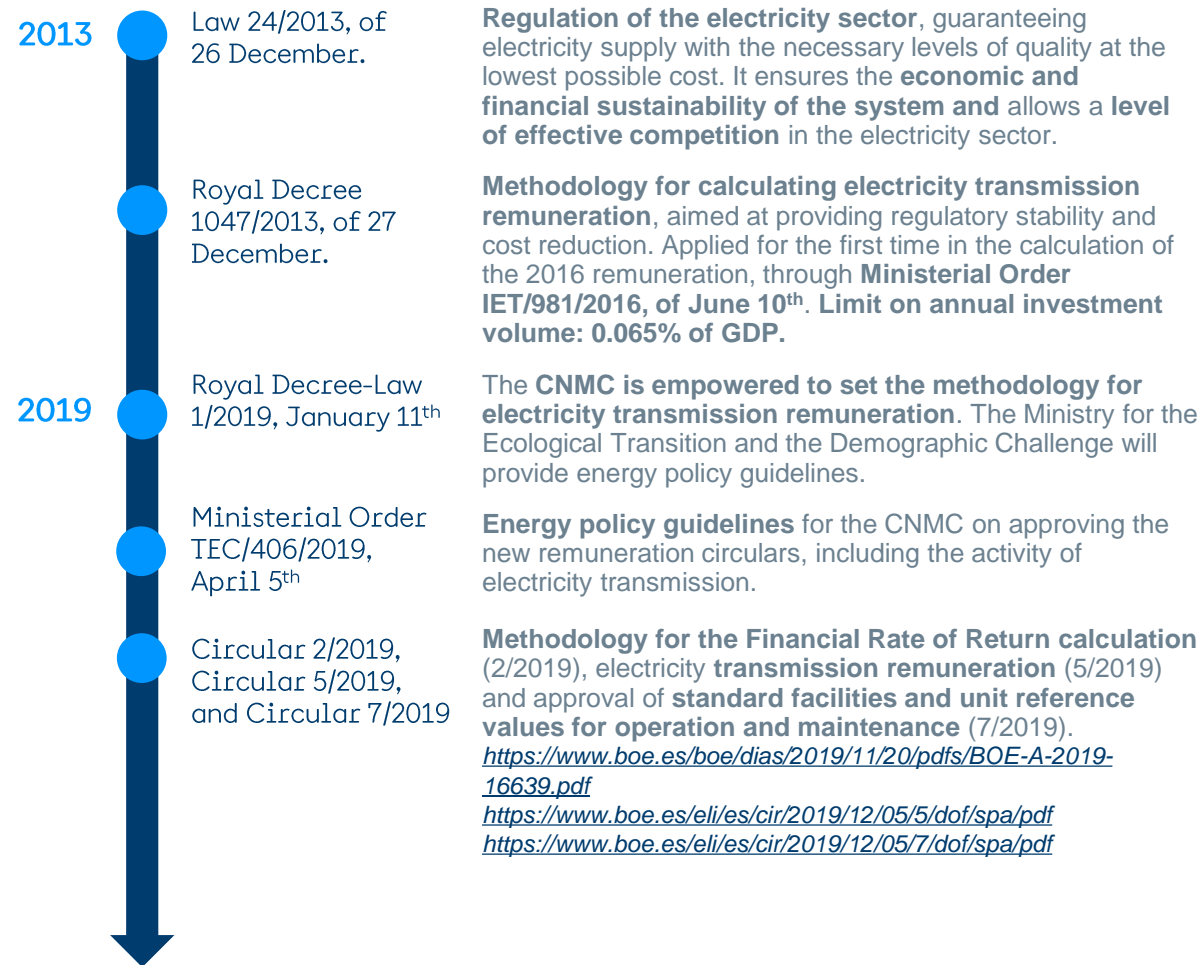 2013
Law 24/2013, of
26 December.
Regulation of the electricity sector, guaranteeing
electricity supply with the necessary levels of quality at the
lowest possible cost. It ensures the economic and
financial sustainability of the system and allows a level
of effective competition in the electricity sector.
Royal Decree
1047/2013, of 27
December.
Methodology for calculating electricity transmission
remuneration, aimed at providing regulatory stability and
cost reduction. Applied for the first time in the calculation of
the 2016 remuneration, through Ministerial Order
IET/981/2016, of June 10th. Limit on annual investment
volume: 0.065% of GDP.
2019
Royal Decree-Law
1/2019, January 11th
The CNMC is empowered to set the methodology for
electricity transmission remuneration. The Ministry for the
Ecological Transition and the Demographic Challenge will
provide energy policy guidelines.
Ministerial Order
TEC/406/2019,
April 5th
Energy policy guidelines for the CNMC on approving the
new remuneration circulars, including the activity of
electricity transmission.
Circular 2/2019,
Circular 5/2019,
and Circular 7/2019
Methodology for the Financial Rate of Return calculation
(2/2019), electricity transmission remuneration (5/2019)
and approval of standard facilities and unit reference
values for operation and maintenance (7/2019).
https://www.boe.es/boe/dias/2019/11/20/pdfs/BOE-A-2019-
16639.pdf
https://www.boe.es/eli/es/cir/2019/12/05/5/dof/spa/pdf
https://www.boe.es/eli/es/cir/2019/12/05/7/dof/spa/pdf